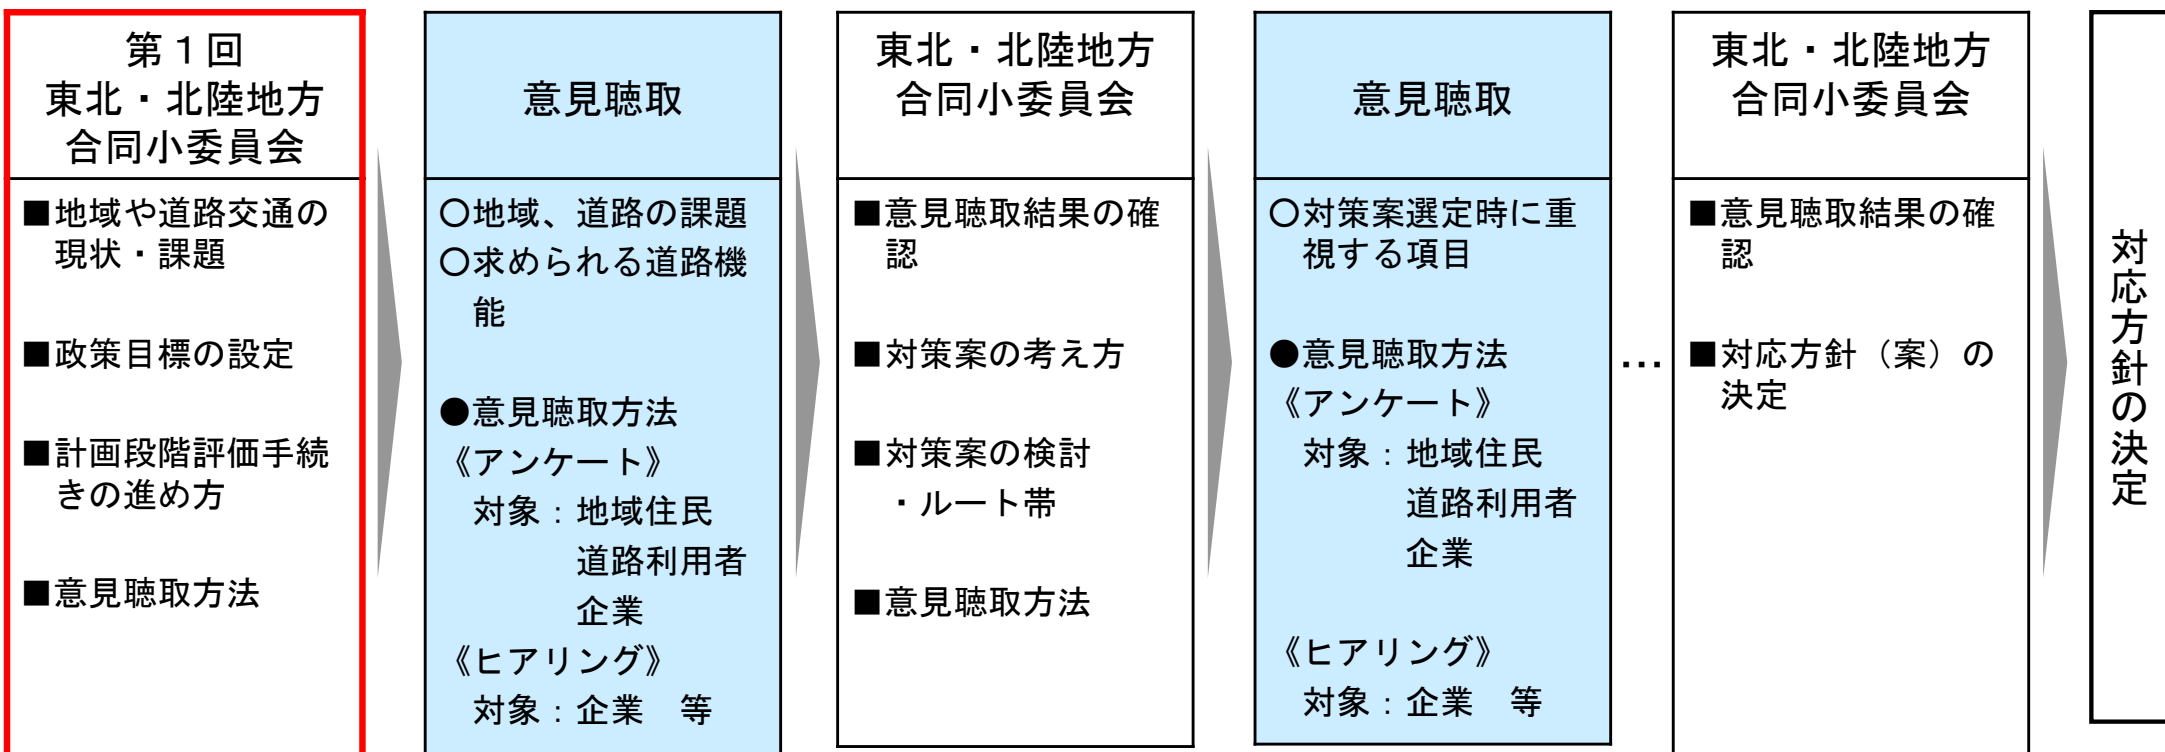 第１回
東北・北陸地方
合同小委員会
■地域や道路交通の
現状・課題
■政策目標の設定
■計画段階評価手続
きの進め方
■意見聴取方法
意見聴取
〇地域、道路の課題
〇求められる道路機
能
●意見聴取方法
《アンケート》
対象：地域住民
道路利用者
企業
《ヒアリング》
対象：企業　等
東北・北陸地方
合同小委員会
■意見聴取結果の確
認
■対策案の考え方
■対策案の検討
・ルート帯
■意見聴取方法
意見聴取
〇対策案選定時に重
視する項目
●意見聴取方法
《アンケート》
対象：地域住民
道路利用者
企業
《ヒアリング》
対象：企業　等
…
東北・北陸地方
合同小委員会
■意見聴取結果の確
認
■対応方針（案）の
決定
対応方針の決定